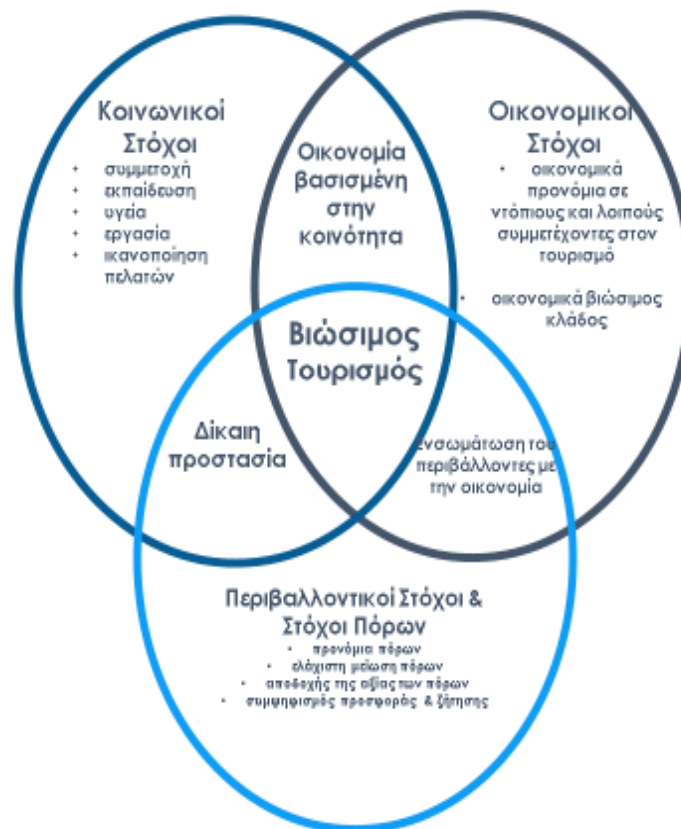 Κοινωνικοί
Στόχοι
• συμμετοχή
• εκπαίδευση
• υγεία
• εργασία
• ικανοποίηση
πελατών
Οικονομία
βασισμένη
στην
κοινότητα
Οικονομικοί
Στόχοι
• οικονομικά
προνόμια σε
ντόπιους και λοιπούς
συμμετέχοντες στον
τουρισμό
• οικονομικά βιώσιμος
κλάδος
Βιώσιμος
Τουρισμός
Δίκαιη
προστασία
ενσωμάτωση του
περιβάλλοντες με
την οικονομία
Περιβαλλοντικοί Στόχοι &
Στόχοι Πόρων
• προνόμια πόρων
• ελάχιστη μείωση πόρων
• αποδοχής της αξίας των πόρων
• συμψηφισμός προσφοράς & ζήτησης